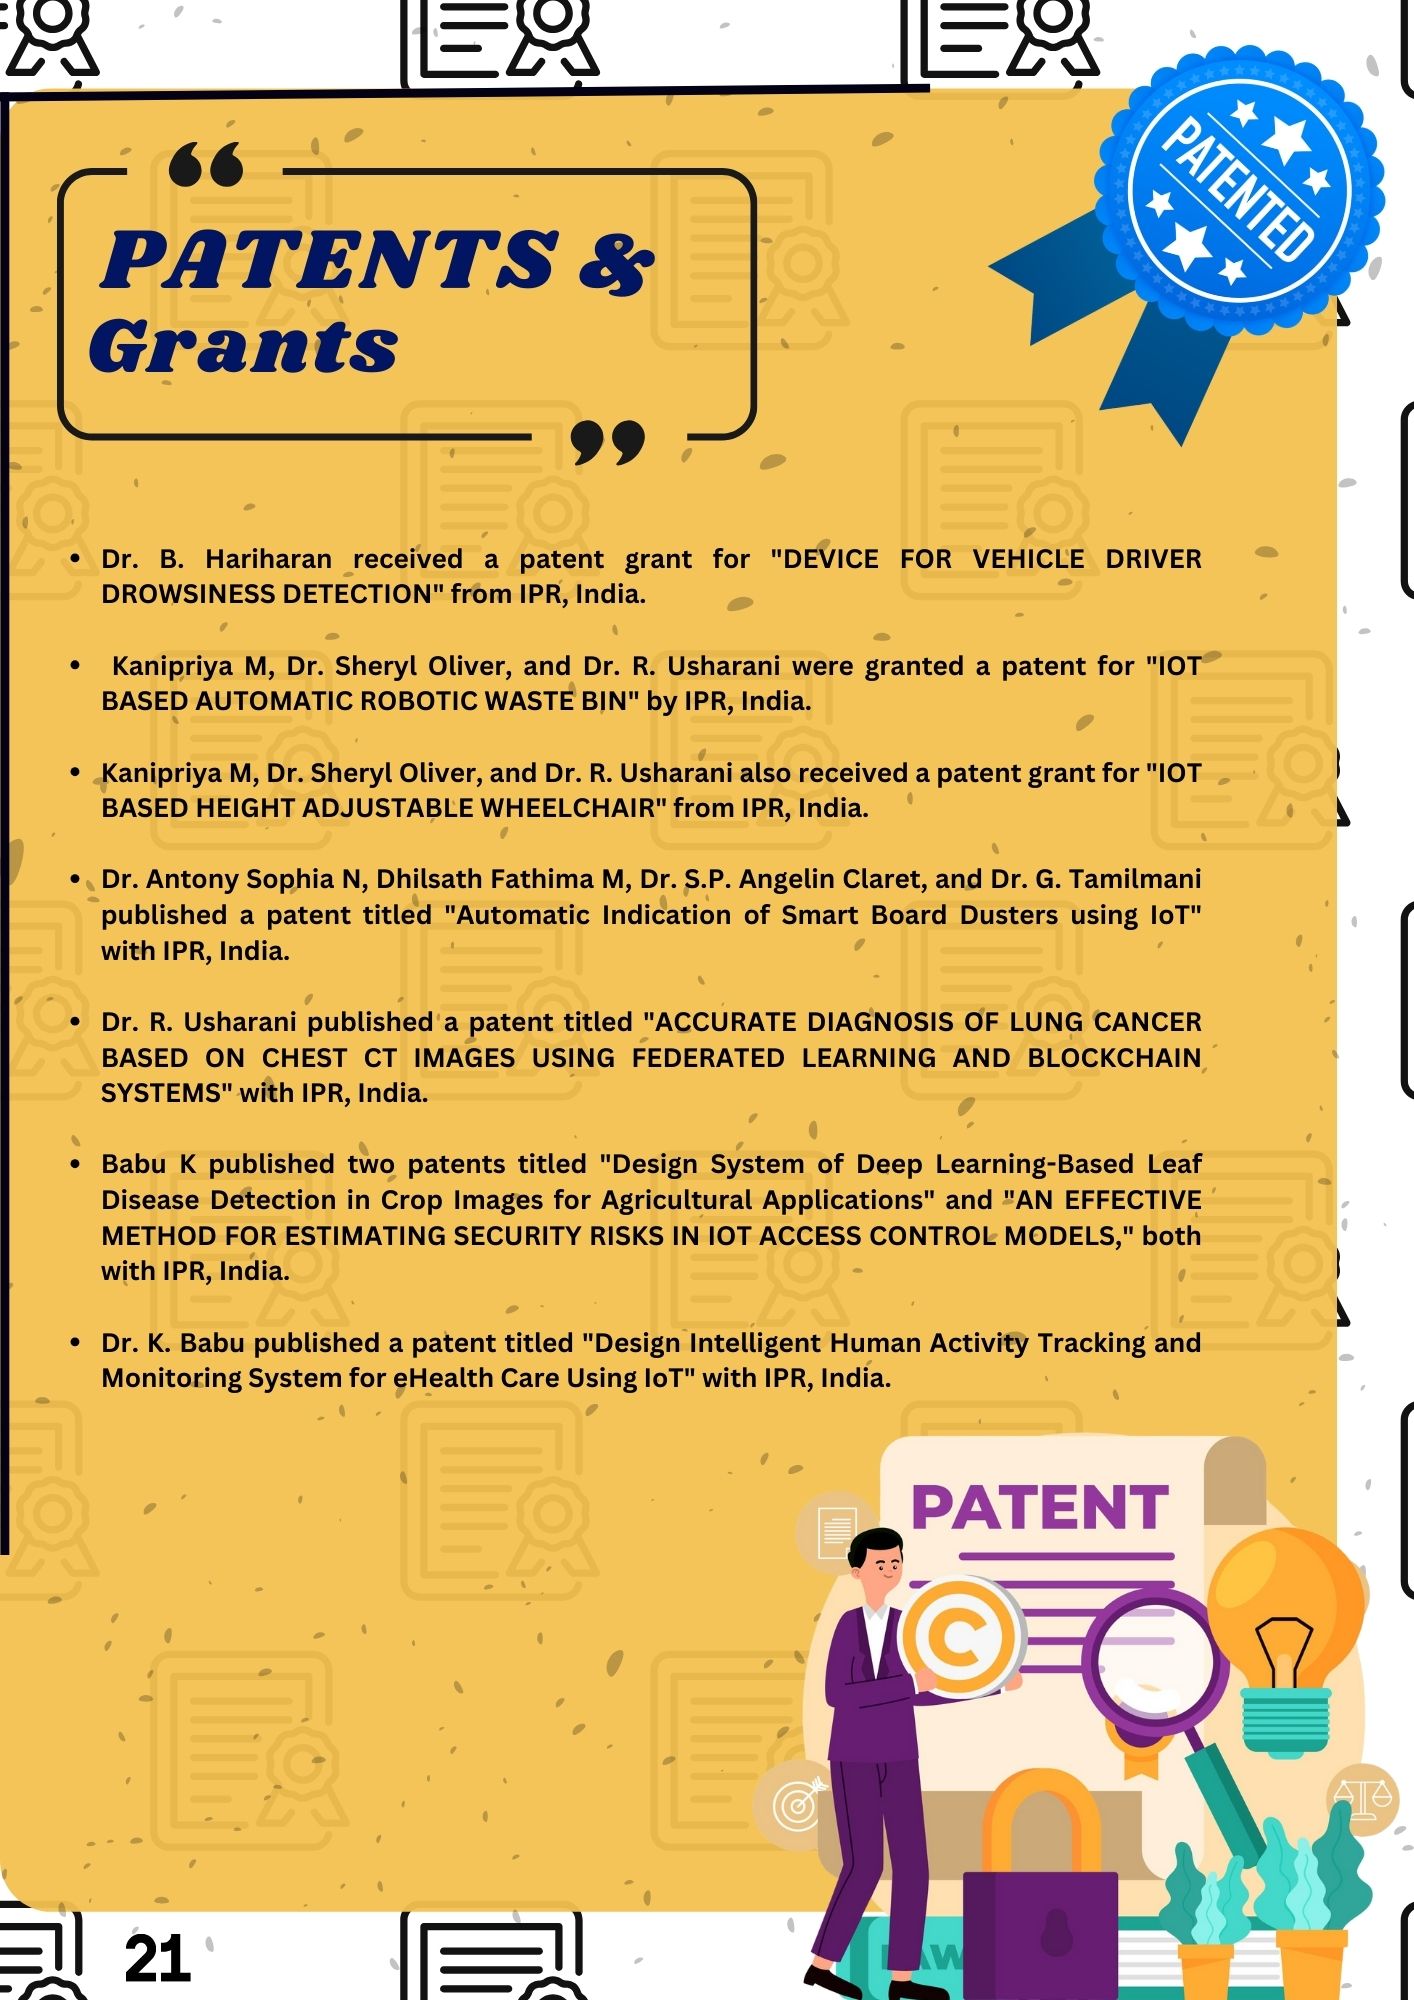 PATENTED
PATENTS &
Grants
• Dr. B. Hariharan received a patent grant for "DEVICE FOR VEHICLE DRIVER
DROWSINESS DETECTION" from IPR, India.
• Kanipriya M, Dr. Sheryl Oliver, and Dr. R. Usharani were granted a patent for "IOT
BASED AUTOMATIC ROBOTIC WASTE BIN" by IPR, India.
• Kanipriya M, Dr. Sheryl Oliver, and Dr. R. Usharani also received a patent grant for "IOT
BASED HEIGHT ADJUSTABLE WHEELCHAIR" from IPR, India.
• Dr. Antony Sophia N, Dhilsath Fathima M, Dr. S.P. Angelin Claret, and Dr. G. Tamilmani
published a patent titled "Automatic Indication of Smart Board Dusters using IoT"
with IPR, India.
• Dr. R. Usharani published a patent titled "ACCURATE DIAGNOSIS OF LUNG CANCER
BASED ON CHEST CT IMAGES USING FEDERATED LEARNING AND BLOCKCHAIN
SYSTEMS" with IPR, India.
• Babu K published two patents titled "Design System of Deep Learning-Based Leaf
Disease Detection in Crop Images for Agricultural Applications" and "AN EFFECTIVE
METHOD FOR ESTIMATING SECURITY RISKS IN IOT ACCESS CONTROL MODELS," both
with IPR, India.
• Dr. K. Babu published a patent titled "Design Intelligent Human Activity Tracking and
Monitoring System for eHealth Care Using IoT" with IPR, India.
PATENT
C
21